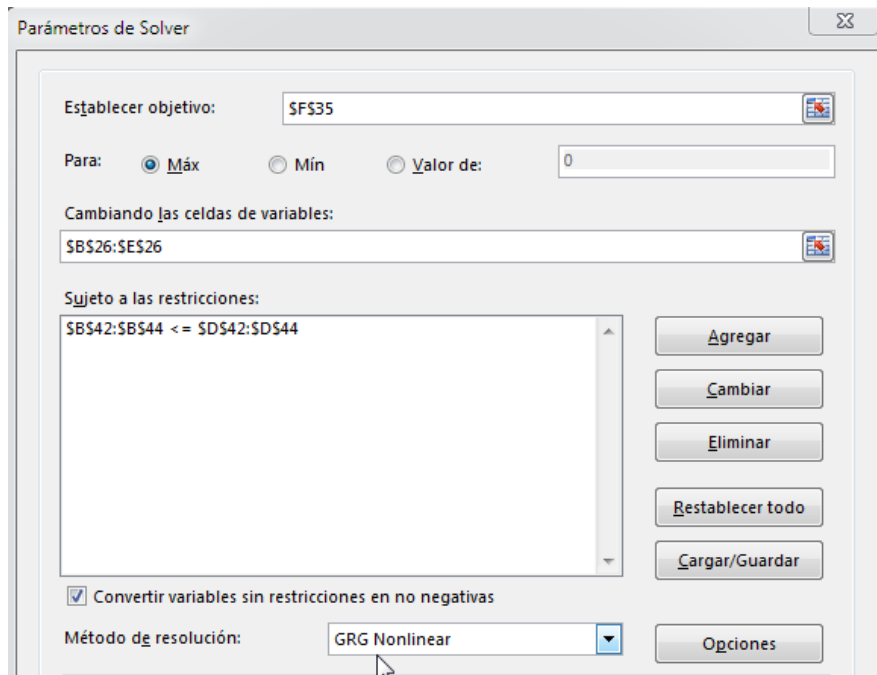 Parámetros de Solver
Establecer objetivo: $F$35
Para: Máx Mín Valor de: 0
Cambiando las celdas de variables:
$B$26:$E$26
Sujeto a las restricciones:
$B$42:$B$44 <= $D$42:$D$44
Agregar
Cambiar
Eliminar
Restablecer todo
Cargar/Guardar
Convertir variables sin restricciones en no negativas
Método de resolución: GRG Nonlinear Opciones